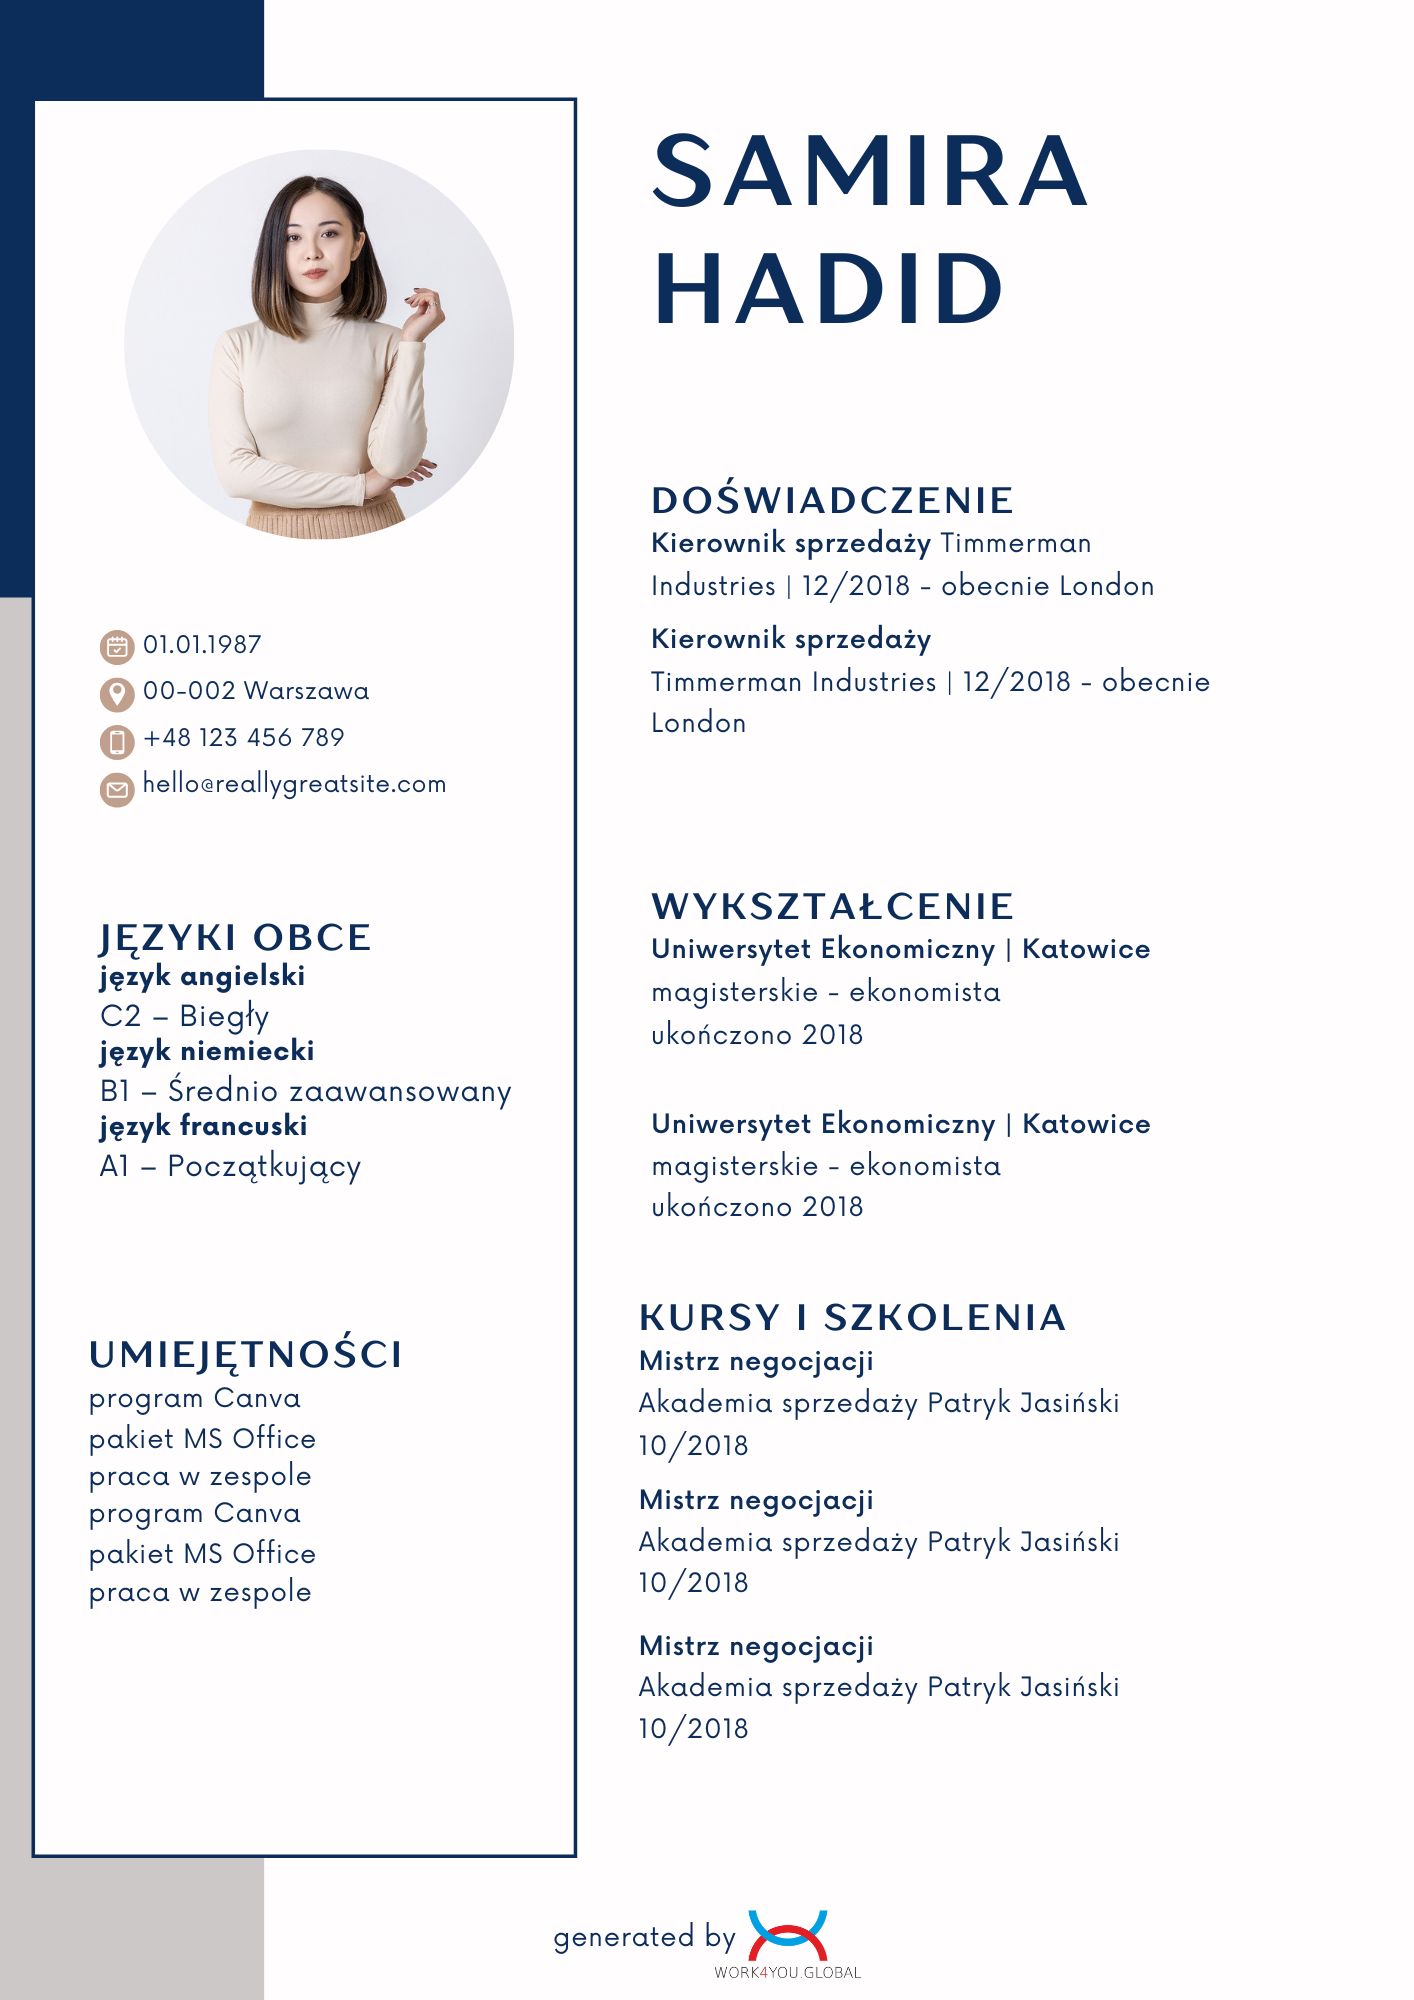 SAMIRA
HADID
01.01.1987
00-002 Warszawa
+48 123 456 789
hello@reallygreatsite.com
JĘZYKI OBCE
język angielski
C2 – Biegły
język niemiecki
B1 – Średnio zaawansowany
język francuski
A1 – Początkujący
UMIEJĘTNOŚCI
program Canva
pakiet MS Office
praca w zespole
program Canva
pakiet MS Office
praca w zespole
DOŚWIADCZENIE
Kierownik sprzedaży Timmerman
Industries | 12/2018 - obecnie London
Kierownik sprzedaży
Timmerman Industries | 12/2018 - obecnie
London
WYKSZTAŁCENIE
Uniwersytet Ekonomiczny | Katowice
magisterskie - ekonomista
ukończono 2018
Uniwersytet Ekonomiczny | Katowice
magisterskie - ekonomista
ukończono 2018
KURSY I SZKOLENIA
Mistrz negocjacji
Akademia sprzedaży Patryk Jasiński
10/2018
Mistrz negocjacji
Akademia sprzedaży Patryk Jasiński
10/2018
Mistrz negocjacji
Akademia sprzedaży Patryk Jasiński
10/2018
generated by
WORK4YOU.GLOBAL